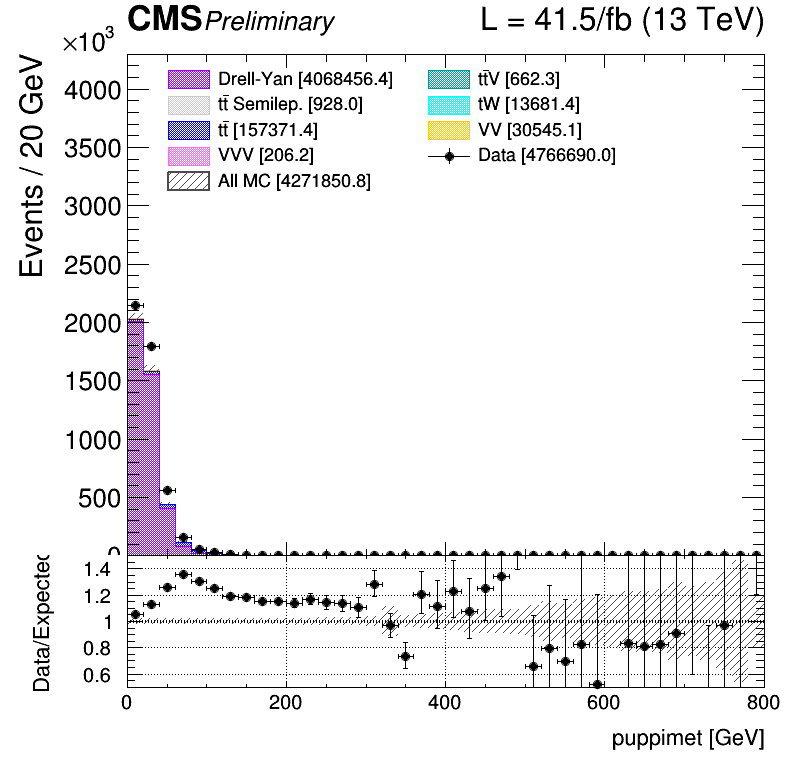 CMS Preliminary L = 41.5/fb (13 TeV)
×10³
Events / 20 GeV
4000
3500
3000
2500
2000
1500
1000
500
0
Drell-Yan [4068456.4]
tt̄ Semilep. [928.0]
tt̄ [157371.4]
VVV [206.2]
All MC [4271850.8]
tt̄V [662.3]
tW [13681.4]
VV [30545.1]
Data [4766690.0]
Data/Expected
1.4
1.2
1
0.8
0.6
0 200 400 600 800
puppimet [GeV]